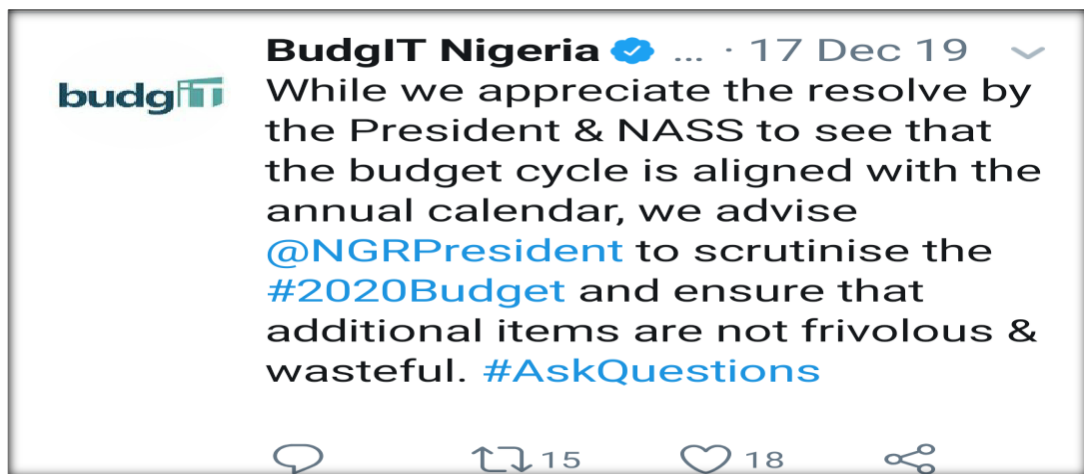 BudgIT Nigeria ... · 17 Dec 19
budgIT
While we appreciate the resolve by
the President & NASS to see that
the budget cycle is aligned with the
annual calendar, we advise
@NGRPresident to scrutinise the
#2020Budget and ensure that
additional items are not frivolous &
wasteful. #AskQuestions
15 18